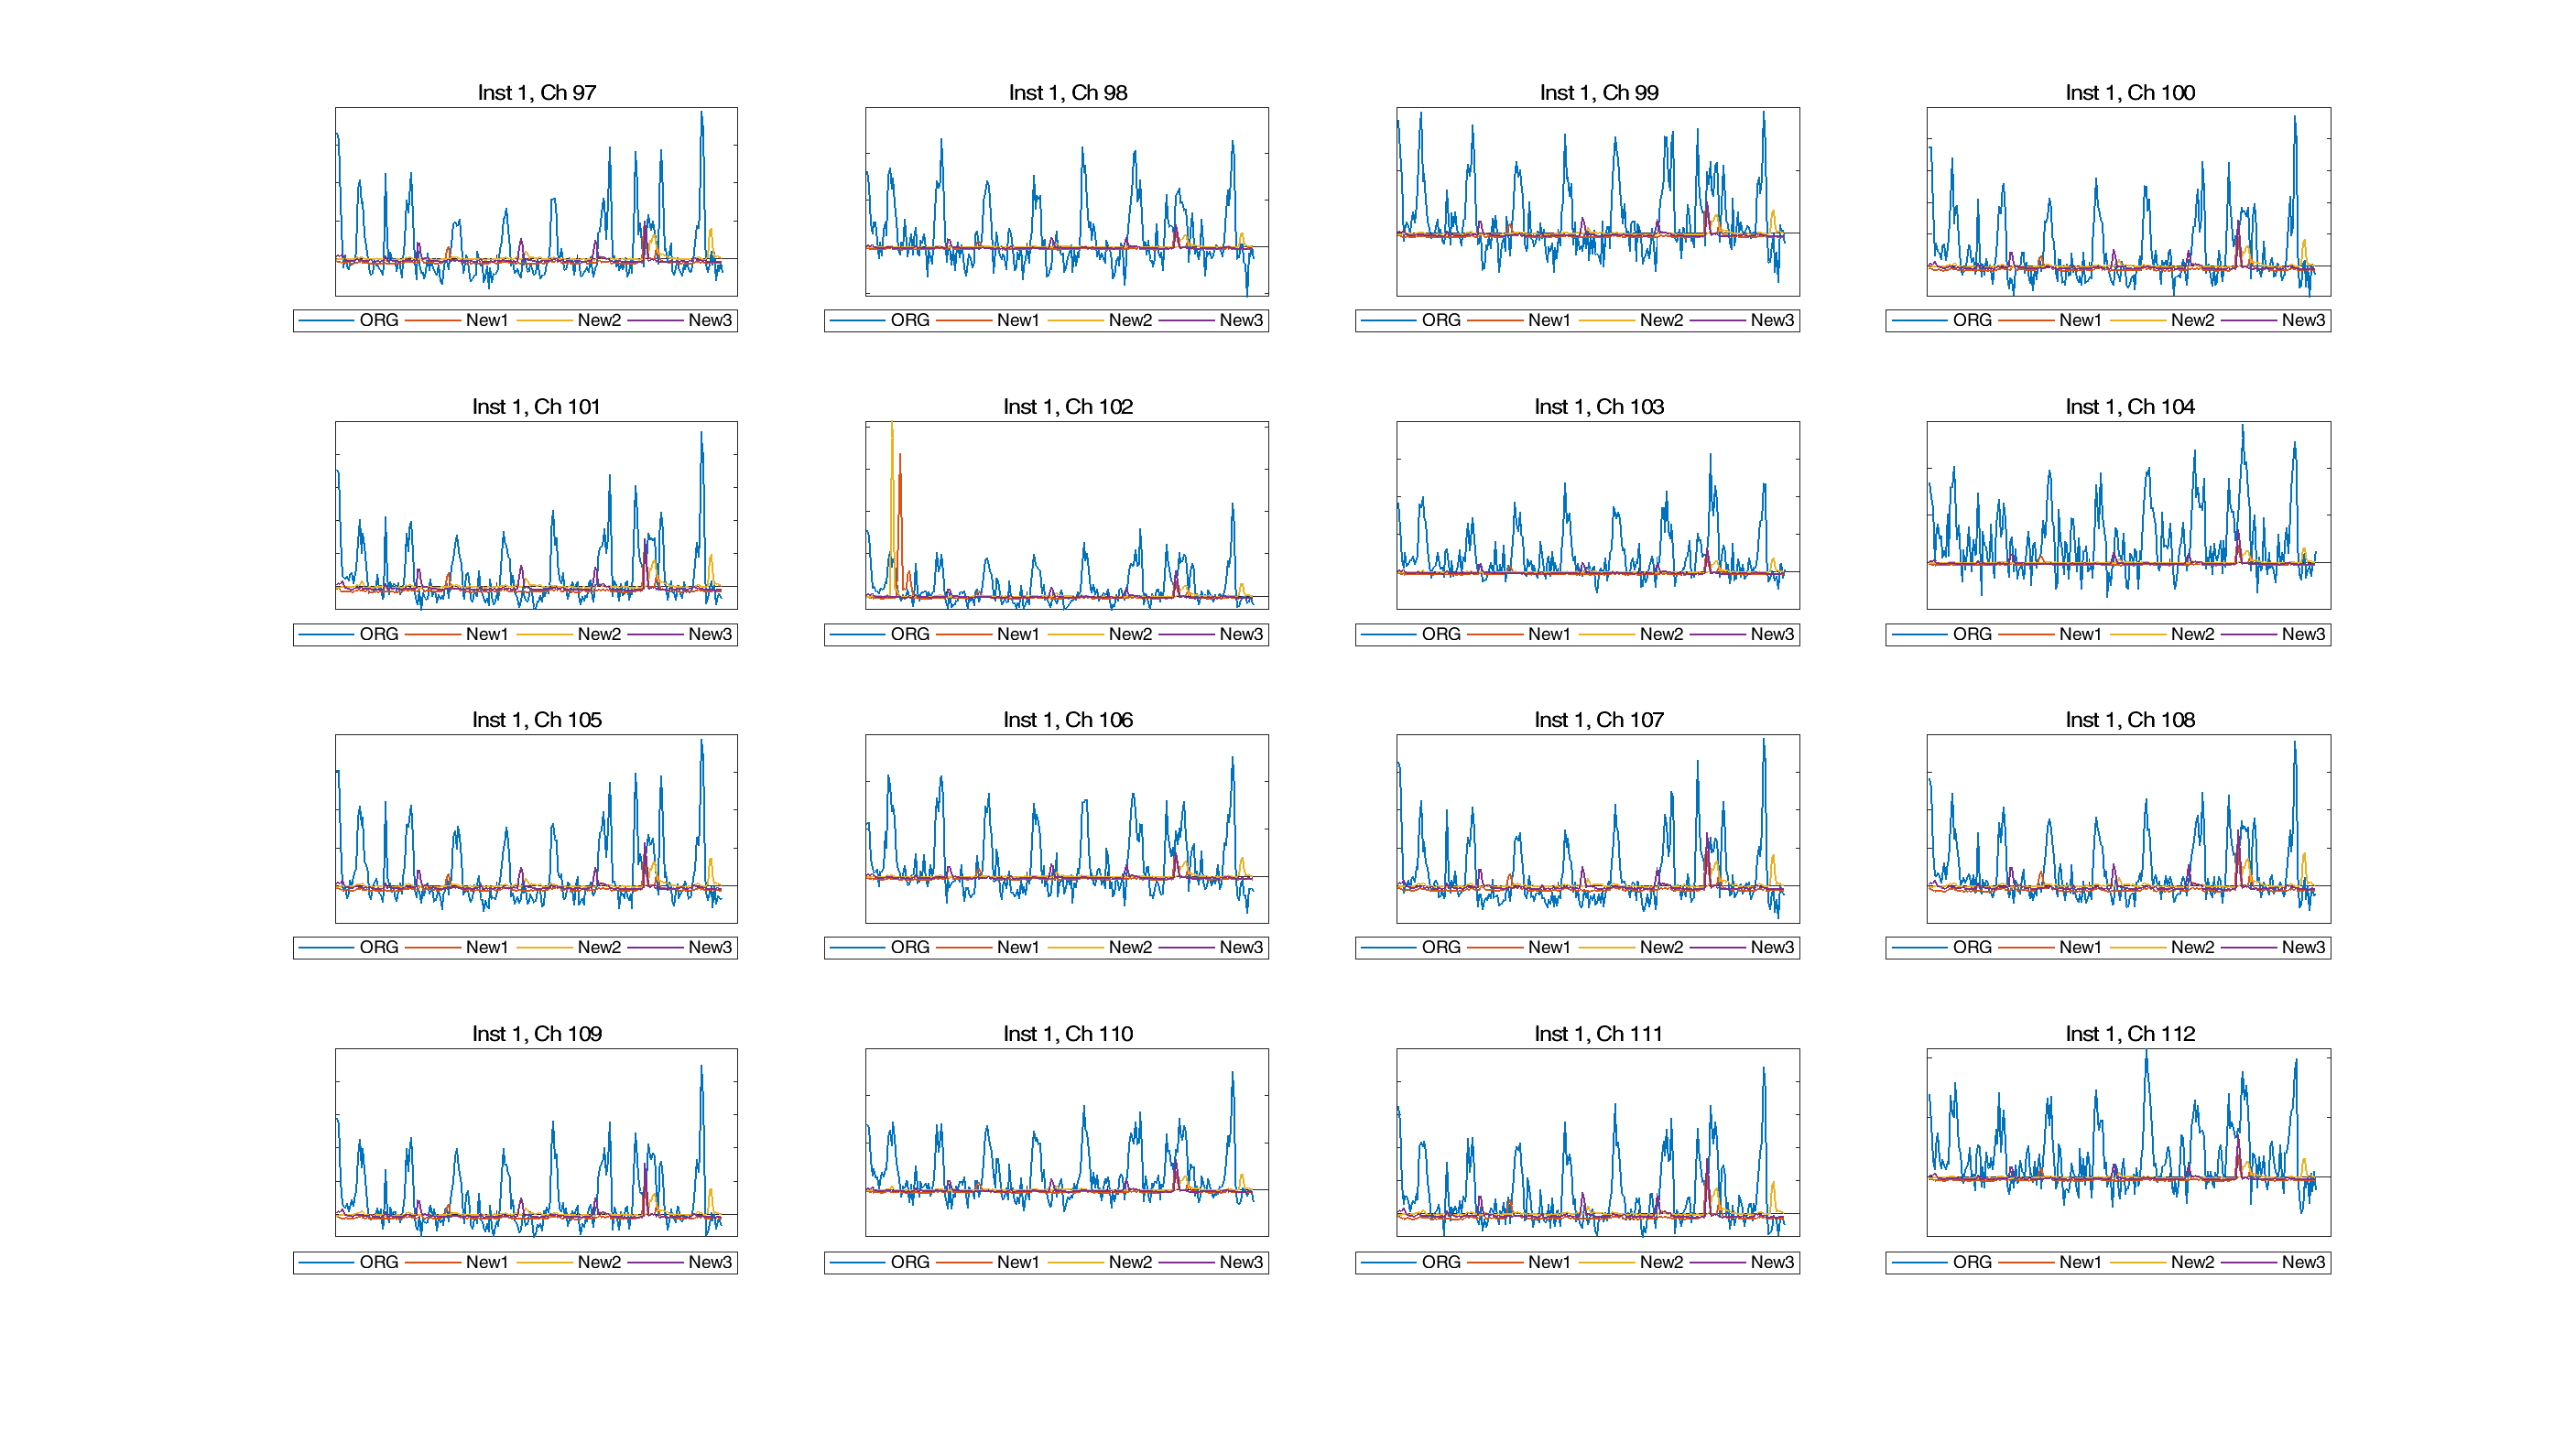 Inst 1, Ch 97
ORG New1 New2 New3
Inst 1, Ch 98
ORG New1 New2 New3
Inst 1, Ch 99
ORG New1 New2 New3
Inst 1, Ch 100
ORG New1 New2 New3
Inst 1, Ch 101
ORG New1 New2 New3
Inst 1, Ch 102
ORG New1 New2 New3
Inst 1, Ch 103
ORG New1 New2 New3
Inst 1, Ch 104
ORG New1 New2 New3
Inst 1, Ch 105
ORG New1 New2 New3
Inst 1, Ch 106
ORG New1 New2 New3
Inst 1, Ch 107
ORG New1 New2 New3
Inst 1, Ch 108
ORG New1 New2 New3
Inst 1, Ch 109
ORG New1 New2 New3
Inst 1, Ch 110
ORG New1 New2 New3
Inst 1, Ch 111
ORG New1 New2 New3
Inst 1, Ch 112
ORG New1 New2 New3